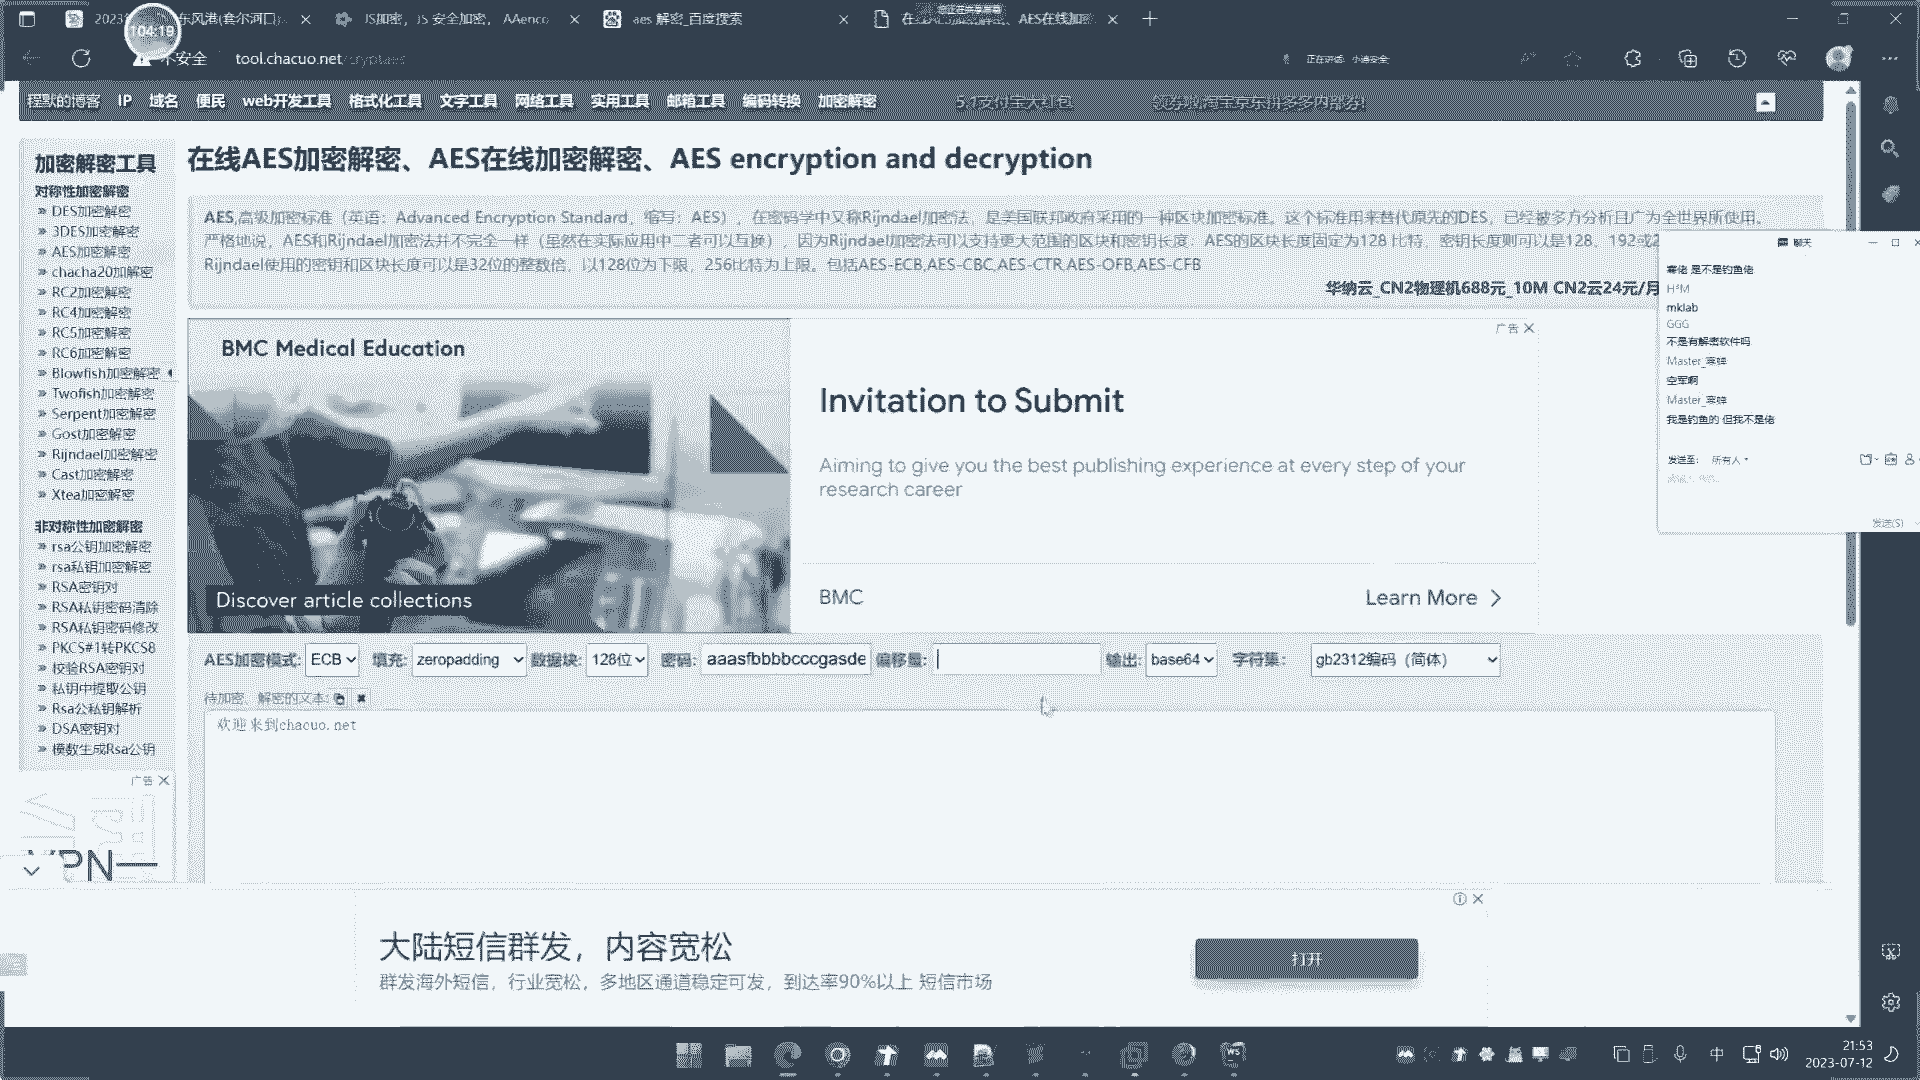 东风港(套尔河口).
JS加密，JS 安全加密， AAenco
aes 解密_百度搜索
AES在线加密
104:19
不安全
tool.chacuo.net/cryptaes
正在讲话: 小迪安全;
程默的博客 IP 域名 便民 web开发工具 格式化工具 文字工具 网络工具 实用工具 邮箱工具 编码转换 加密解密
5.1支付宝大红包
加密解密工具
对称性加密解密
» DES加密解密
» 3DES加密解密
» AES加密解密
» chacha20加解密
» RC2加密解密
» RC4加密解密
» RC5加密解密
» RC6加密解密
» Blowfish加密解密
» Twofish加密解密
» Serpent加密解密
» Gost加密解密
» Rijndael加密解密
» Cast加密解密
» Xtea加密解密
非对称性加密解密
» rsa公钥加密解密
» rsa私钥加密解密
» RSA密钥对
» RSA私钥密码清除
» RSA私钥密码修改
» PKCS#1转PKCS8
» 校验RSA密钥对
» 私钥中提取公钥
» Rsa公私钥解析
» DSA密钥对
» 模数生成Rsa公钥
广告
VPN—
在线AES加密解密、AES在线加密解密、AES encryption and decryption
AES,高级加密标准（英语：Advanced Encryption Standard，缩写：AES），在密码学中又称Rijndael加密法，是美国联邦政府采用的一种区块加密标准。这个标准用来替代原先的DES，已经被多方分析且广为全世界所使用。
严格地说，AES和Rijndael加密法并不完全一样（虽然在实际应用中二者可以互换），因为Rijndael加密法可以支持更大范围的区块和密钥长度：AES的区块长度固定为128 比特，密钥长度则可以是128，192或2
Rijndael使用的密钥和区块长度可以是32位的整数倍，以128位为下限，256比特为上限。包括AES-ECB,AES-CBC,AES-CTR,AES-OFB,AES-CFB
华纳云_CN2物理机688元_10M CN2云24元/月
BMC Medical Education
Discover article collections
广告
Invitation to Submit
Aiming to give you the best publishing experience at every step of your
research career
BMC
Learn More
AES加密模式: ECB 填充: zeropadding 数据块: 128位 密码: aaasfbbbbcccgasde 偏移量: 输出: base64 字符集: gb2312编码（简体）
待加密、解密的文本:
欢迎来到chacuo.net
聊天
寒佬 是不是钓鱼佬
H²M
mklab
GGG
不是有解密软件吗
Master_寒蝉
空军啊
Master_寒蝉
我是钓鱼的 但我不是佬
发送至: 所有人
发送(S)
大陆短信群发，内容宽松
群发海外短信，行业宽松，多地区通道稳定可发，到达率90%以上 短信市场
打开
中
21:53
2023-07-12